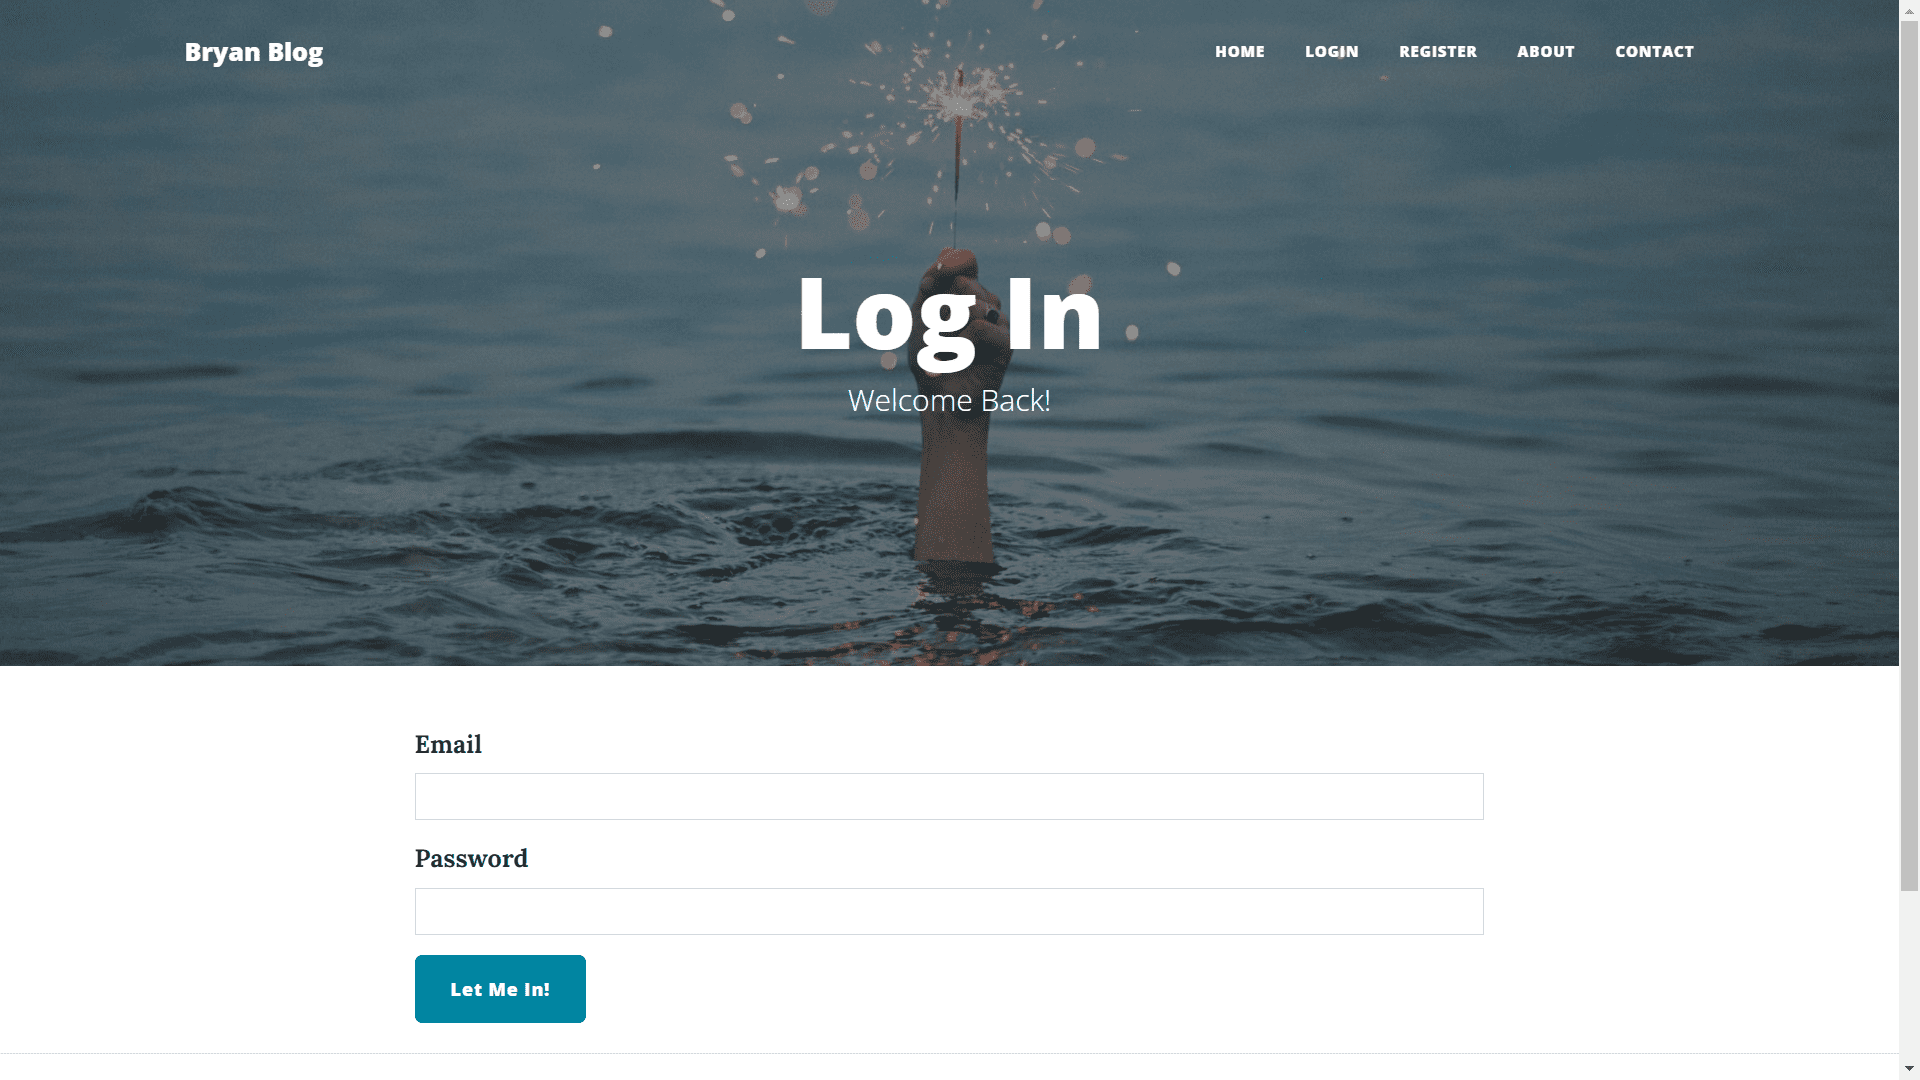 Bryan Blog
HOME LOGIN REGISTER ABOUT CONTACT
Log In
Welcome Back!
Email
Password
Let Me In!